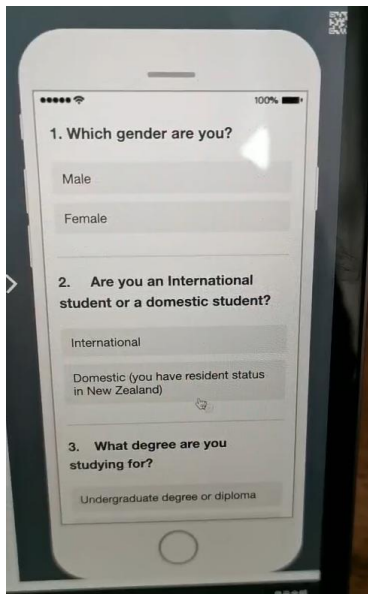 100%
1. Which gender are you?
Male
Female
2. Are you an International
student or a domestic student?
International
Domestic (you have resident status
in New Zealand)
3. What degree are you
studying for?
Undergraduate degree or diploma